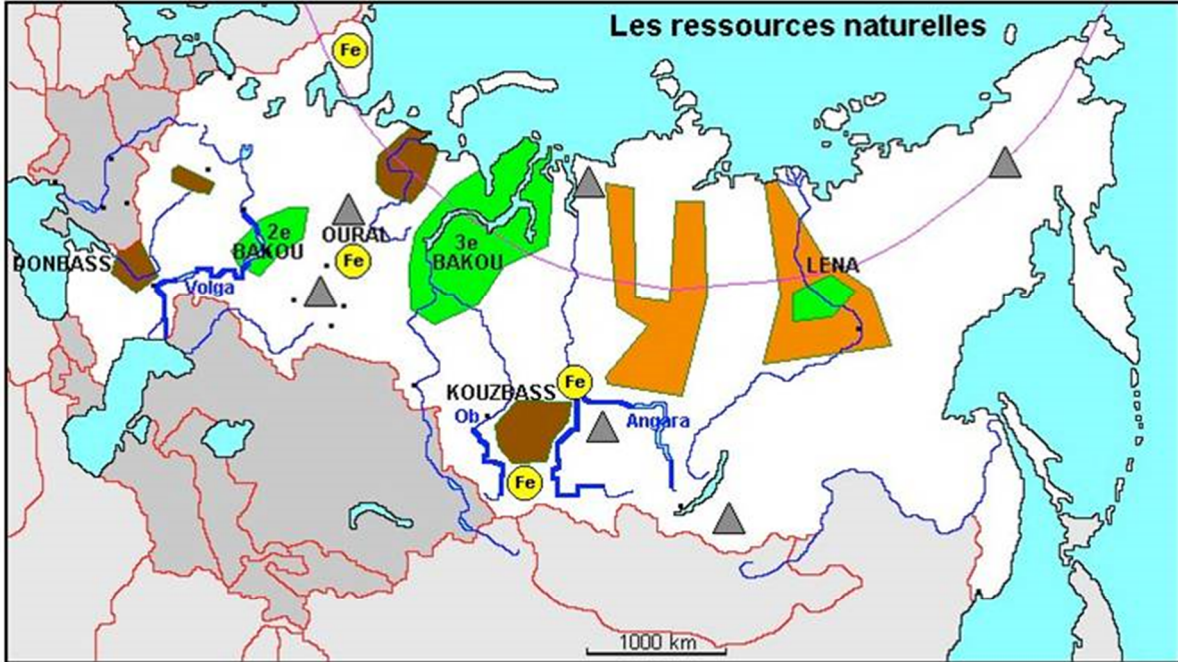 Les ressources naturelles
Fe
2e
BAKOU
OURAL
Fe
3e
BAKOU
DONBASS
Volga
LENA
KOUZBASS
Fe
Ob
Angara
Fe
1000 km